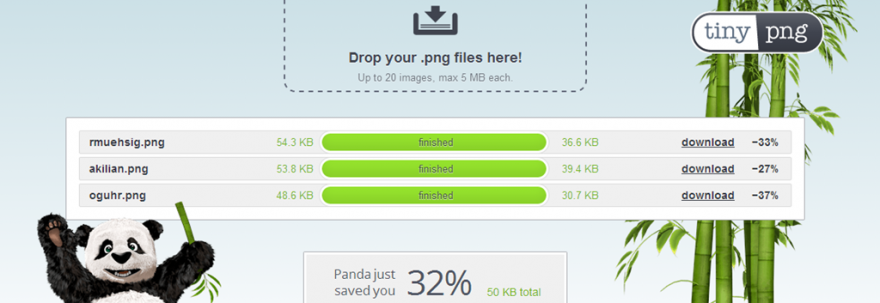 tiny png
Drop your .png files here!
Up to 20 images, max 5 MB each.
rmuehsig.png 54.3 KB finished 36.6 KB download −33%
akilian.png 53.8 KB finished 39.4 KB download −27%
oguhr.png 48.6 KB finished 30.7 KB download −37%
Panda just
saved you 32% 50 KB total